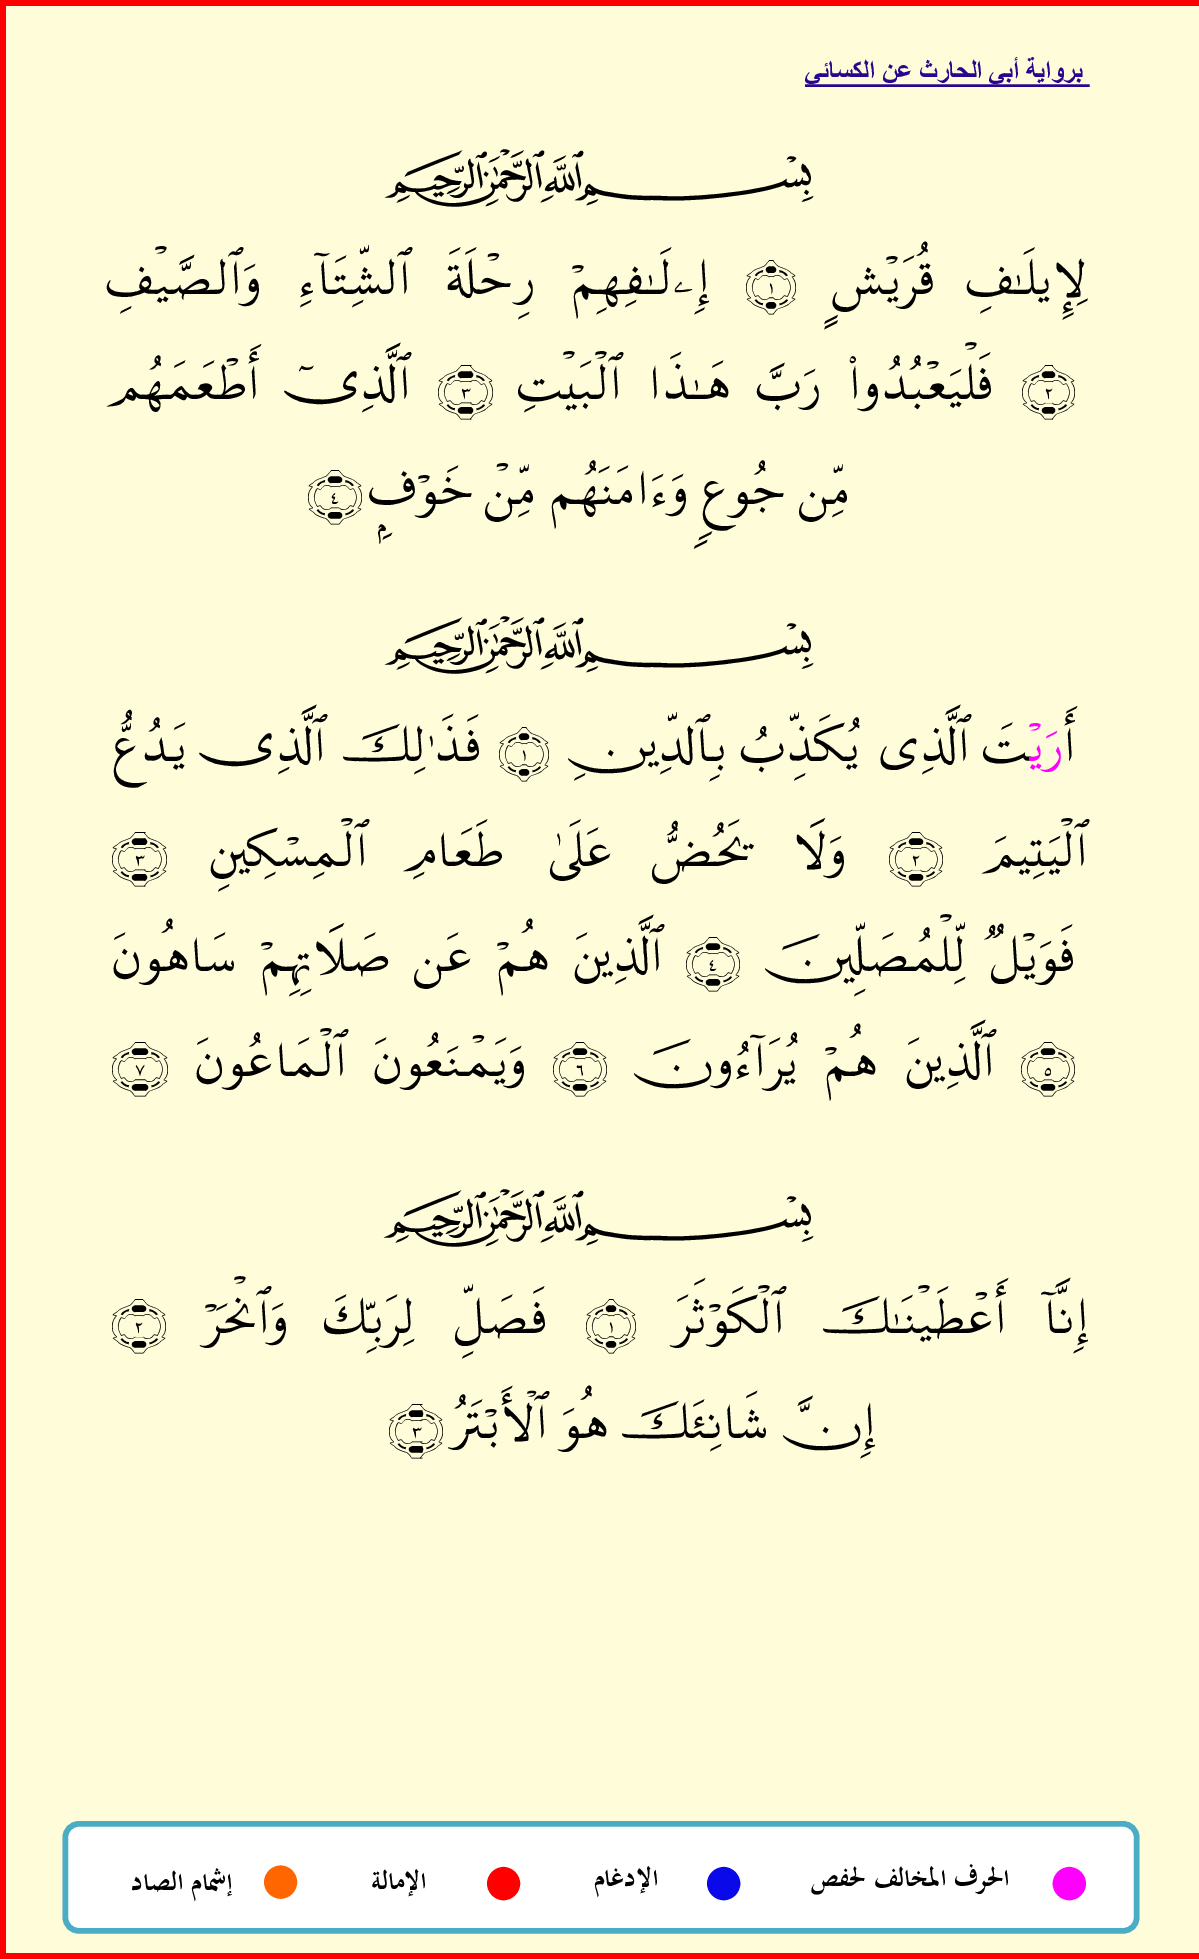 برواية أبي الحارث عن الكسائي
بِسْمِ ٱللَّهِ ٱلرَّحْمَٰنِ ٱلرَّحِيمِ
لِإِيلَـٰفِ قُرَيْشٍ ١ إِۦلَـٰفِهِمْ رِحْلَةَ ٱلشِّتَآءِ وَٱلصَّيْفِ
٢ فَلْيَعْبُدُوا۟ رَبَّ هَـٰذَا ٱلْبَيْتِ ٣ ٱلَّذِىٓ أَطْعَمَهُم
مِّن جُوعٍ وَءَامَنَهُم مِّنْ خَوْفٍۭ ٤
بِسْمِ ٱللَّهِ ٱلرَّحْمَٰنِ ٱلرَّحِيمِ
أَرَيْتَ ٱلَّذِى يُكَذِّبُ بِٱلدِّينِ ١ فَذَٰلِكَ ٱلَّذِى يَدُعُّ
ٱلْيَتِيمَ ٢ وَلَا يَحُضُّ عَلَىٰ طَعَامِ ٱلْمِسْكِينِ ٣
فَوَيْلٌ لِّلْمُصَلِّينَ ٤ ٱلَّذِينَ هُمْ عَن صَلَاتِهِمْ سَاهُونَ
٥ ٱلَّذِينَ هُمْ يُرَآءُونَ ٦ وَيَمْنَعُونَ ٱلْمَاعُونَ ٧
بِسْمِ ٱللَّهِ ٱلرَّحْمَٰنِ ٱلرَّحِيمِ
إِنَّآ أَعْطَيْنَـٰكَ ٱلْكَوْثَرَ ١ فَصَلِّ لِرَبِّكَ وَٱنْحَرْ ٢
إِنَّ شَانِئَكَ هُوَ ٱلْأَبْتَرُ ٣
الحرف المخالف لحفص الإدغام الإمالة إشمام الصاد